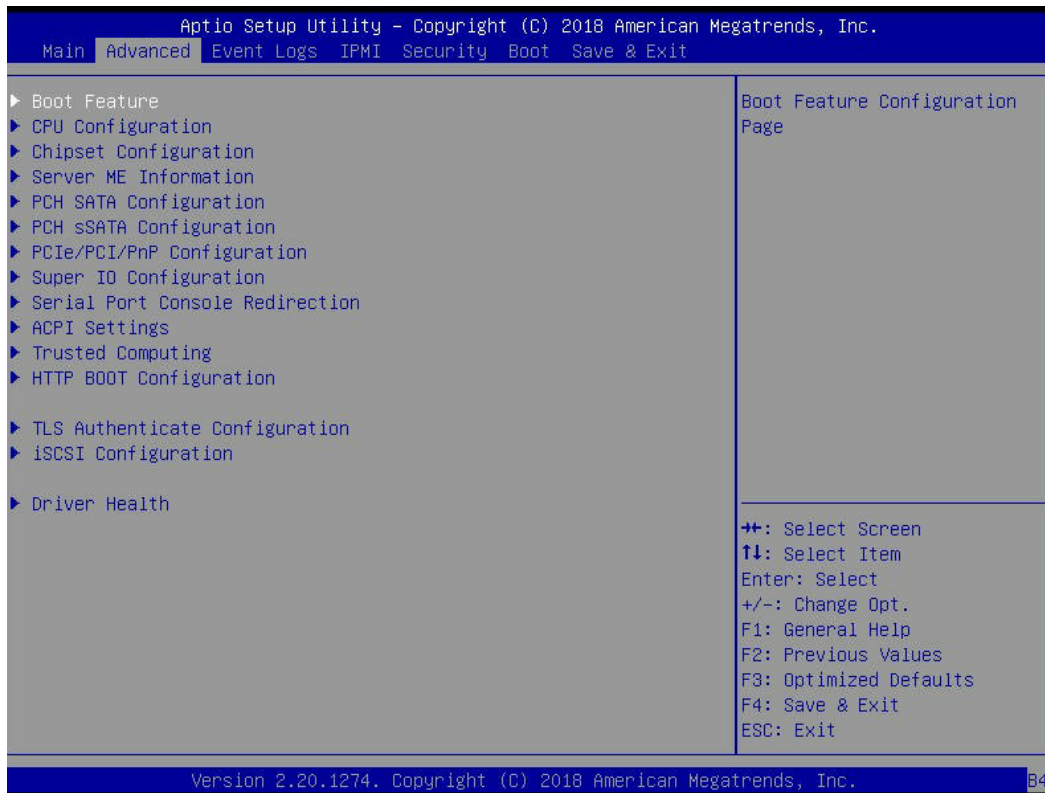 Aptio Setup Utility – Copyright (C) 2018 American Megatrends, Inc.
Main Advanced Event Logs IPMI Security Boot Save & Exit
▶ Boot Feature
▶ CPU Configuration
▶ Chipset Configuration
▶ Server ME Information
▶ PCH SATA Configuration
▶ PCH sSATA Configuration
▶ PCIe/PCI/PnP Configuration
▶ Super IO Configuration
▶ Serial Port Console Redirection
▶ ACPI Settings
▶ Trusted Computing
▶ HTTP BOOT Configuration
▶ TLS Authenticate Configuration
▶ iSCSI Configuration
▶ Driver Health
Boot Feature Configuration
Page
→←: Select Screen
↑↓: Select Item
Enter: Select
+/-: Change Opt.
F1: General Help
F2: Previous Values
F3: Optimized Defaults
F4: Save & Exit
ESC: Exit
Version 2.20.1274. Copyright (C) 2018 American Megatrends, Inc.
B4